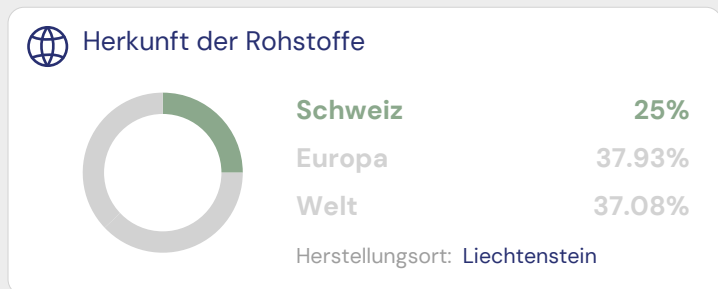 Herkunft der Rohstoffe
Schweiz 25%
Europa 37.93%
Welt 37.08%
Herstellungsort: Liechtenstein